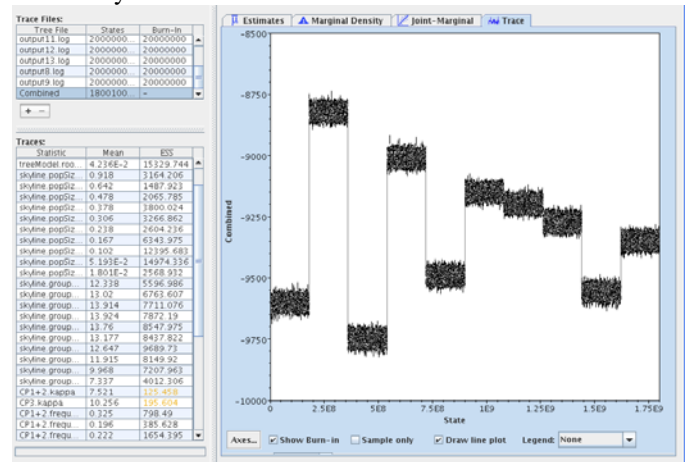 Trace Files:
Tree File States Burn-In
output11.log 2000000... 20000000
output12.log 2000000... 20000000
output13.log 2000000... 20000000
output8.log 2000000... 20000000
output9.log 2000000... 20000000
Combined 1800100... -
+ -
Traces:
Statistic Mean ESS
treeModel.roo... 4.236E-2 15329.744
skyline.popSiz... 0.918 3164.206
skyline.popSiz... 0.642 1487.923
skyline.popSiz... 0.478 2065.785
skyline.popSiz... 0.378 3800.024
skyline.popSiz... 0.306 3266.862
skyline.popSiz... 0.238 2604.236
skyline.popSiz... 0.167 6343.975
skyline.popSiz... 0.102 12395.683
skyline.popSiz... 5.193E-2 14974.336
skyline.popSiz... 1.801E-2 2568.932
skyline.group... 12.338 5596.986
skyline.group... 13.02 6763.607
skyline.group... 13.914 7711.076
skyline.group... 13.924 7872.19
skyline.group... 13.76 8547.975
skyline.group... 13.177 8437.822
skyline.group... 12.647 9689.73
skyline.group... 11.915 8149.92
skyline.group... 9.968 7207.963
skyline.group... 7.337 4012.306
CP1+2.kappa 7.521 125.458
CP3.kappa 10.256 195.604
CP1+2.frequ... 0.325 798.49
CP1+2.frequ... 0.196 385.628
CP1+2.frequ... 0.222 1654.395
Estimates Marginal Density Joint-Marginal Trace
-8500
-8750
-9000
-9250
-9500
-9750
-10000
Combined
0 2.5E8 5E8 7.5E8 1E9 1.25E9 1.5E9 1.75E9
State
Axes... Show Burn-in Sample only Draw line plot Legend: None